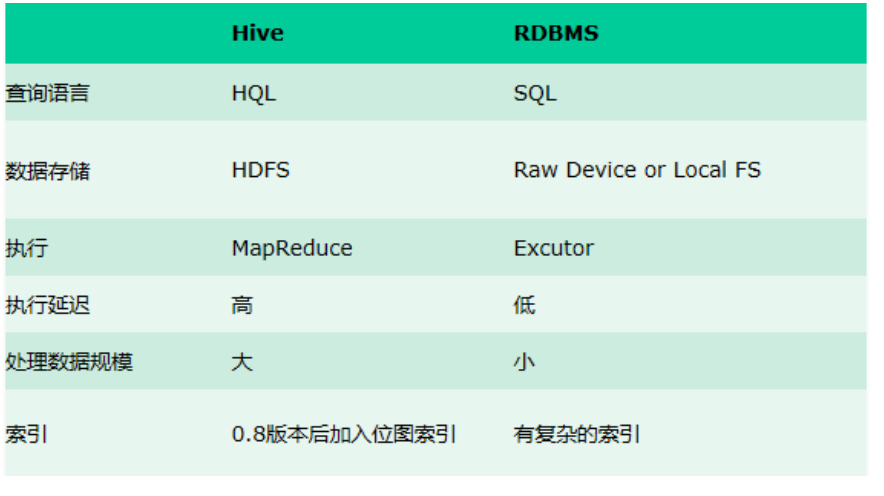 Hive RDBMS
查询语言 HQL SQL
数据存储 HDFS Raw Device or Local FS
执行 MapReduce Excutor
执行延迟 高 低
处理数据规模 大 小
索引 0.8版本后加入位图索引 有复杂的索引